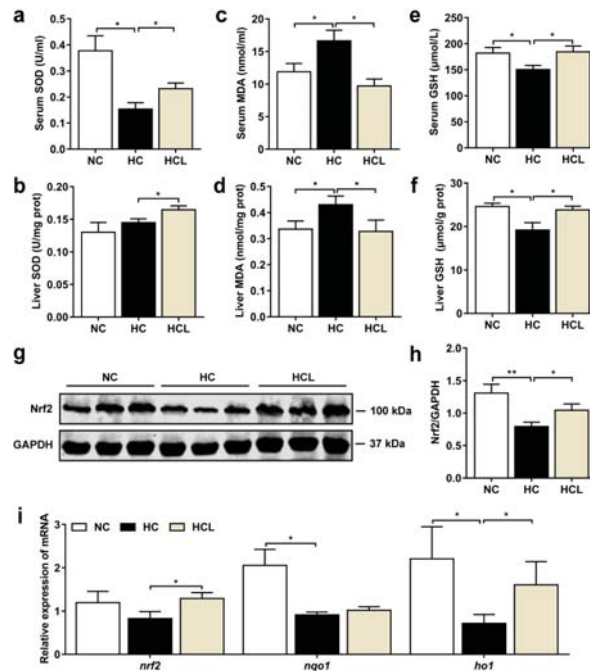 a
Serum SOD (U/ml)
0.5
0.4
0.3
0.2
0.1
0.0
*
*
NC HC HCL
c
Serum MDA (nmol/ml)
20
15
10
5
0
*
*
NC HC HCL
e
Serum GSH (μmol/L)
250
200
150
100
50
0
*
*
NC HC HCL
b
Liver SOD (U/mg prot)
0.20
0.15
0.10
0.05
0.00
*
NC HC HCL
d
Liver MDA (nmol/mg prot)
0.5
0.4
0.3
0.2
0.1
0.0
*
*
NC HC HCL
f
Liver GSH (μmol/g prot)
30
20
10
0
*
*
NC HC HCL
g
NC HC HCL
Nrf2
100 kDa
GAPDH
37 kDa
h
Nrf2/GAPDH
2.0
1.5
1.0
0.5
0.0
**
*
NC HC HCL
i
NC HC HCL
Relative expression of mRNA
3
2
1
0
*
*
*
*
nrf2 nqo1 ho1